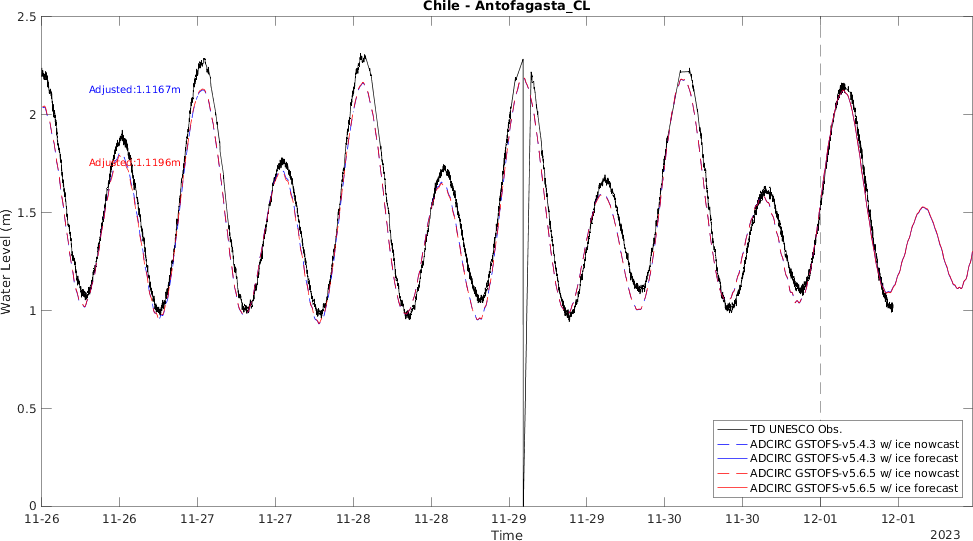 Chile - Antofagasta_CL
2.5
2
1.5
1
0.5
0
Water Level (m)
Adjusted:1.1167m
Adjusted:1.1196m
TD UNESCO Obs.
ADCIRC GSTOFS-v5.4.3 w/ ice nowcast
ADCIRC GSTOFS-v5.4.3 w/ ice forecast
ADCIRC GSTOFS-v5.6.5 w/ ice nowcast
ADCIRC GSTOFS-v5.6.5 w/ ice forecast
11-26 11-26 11-27 11-27 11-28 11-28 11-29 11-29 11-30 11-30 12-01 12-01
Time
2023